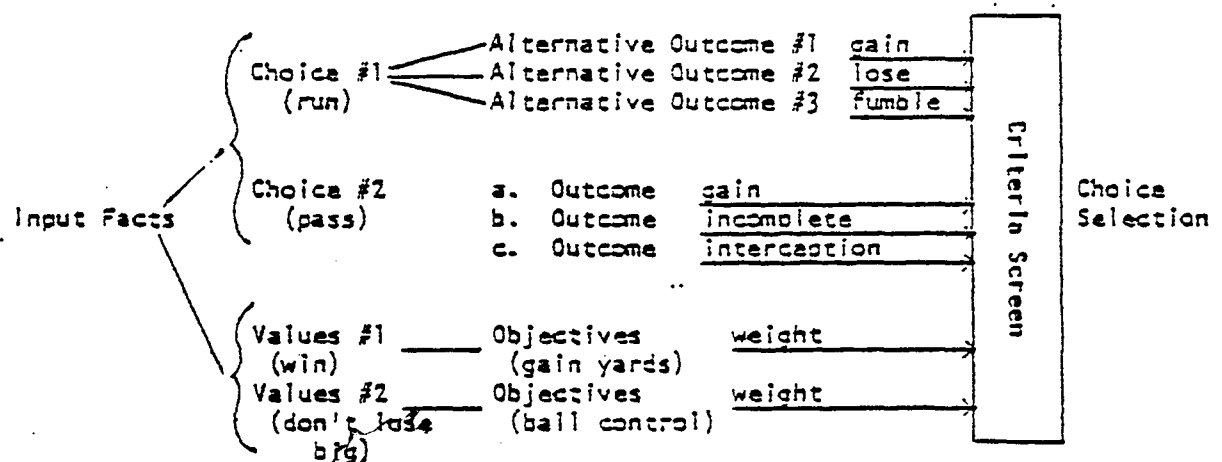 Alternative Outcome #1 gain
Choice #1 Alternative Outcome #2 lose
(run) Alternative Outcome #3 fumble
Choice #2 a. Outcome gain
(pass) b. Outcome incomplete
c. Outcome interception
Input Facts
Criteria Screen
Choice
Selection
Values #1 Objectives weight
(win) (gain yards)
Values #2 Objectives weight
(don't lose (ball control)
big)